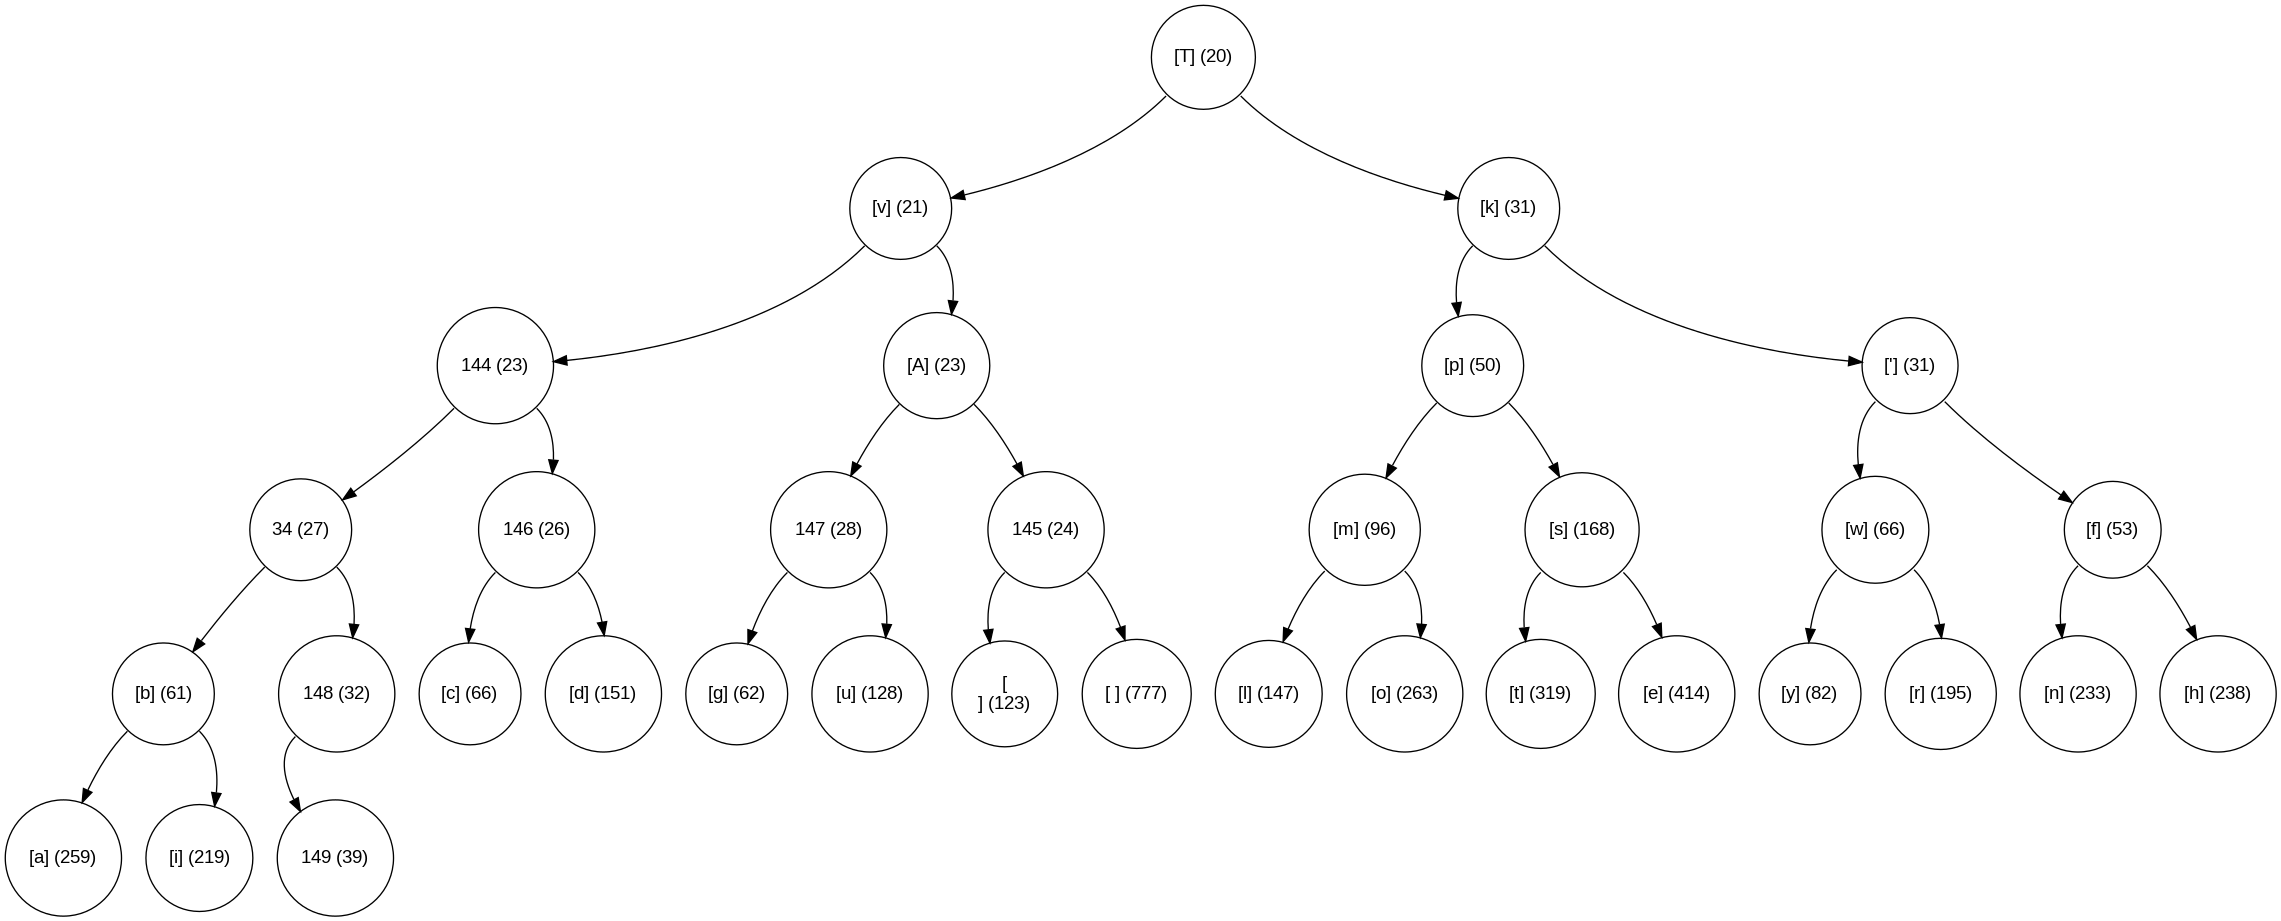 [T] (20)
[v] (21)
[k] (31)
144 (23)
[A] (23)
[p] (50)
['] (31)
34 (27)
146 (26)
147 (28)
145 (24)
[m] (96)
[s] (168)
[w] (66)
[f] (53)
[b] (61)
148 (32)
[c] (66)
[d] (151)
[g] (62)
[u] (128)
[
] (123)
[ ] (777)
[l] (147)
[o] (263)
[t] (319)
[e] (414)
[y] (82)
[r] (195)
[n] (233)
[h] (238)
[a] (259)
[i] (219)
149 (39)